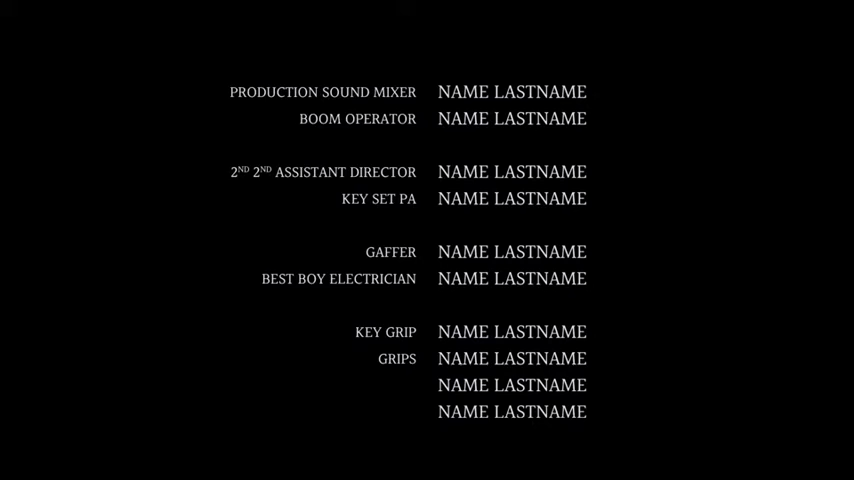 PRODUCTION SOUND MIXER NAME LASTNAME
BOOM OPERATOR NAME LASTNAME
2ND 2ND ASSISTANT DIRECTOR NAME LASTNAME
KEY SET PA NAME LASTNAME
GAFFER NAME LASTNAME
BEST BOY ELECTRICIAN NAME LASTNAME
KEY GRIP NAME LASTNAME
GRIPS NAME LASTNAME
NAME LASTNAME
NAME LASTNAME